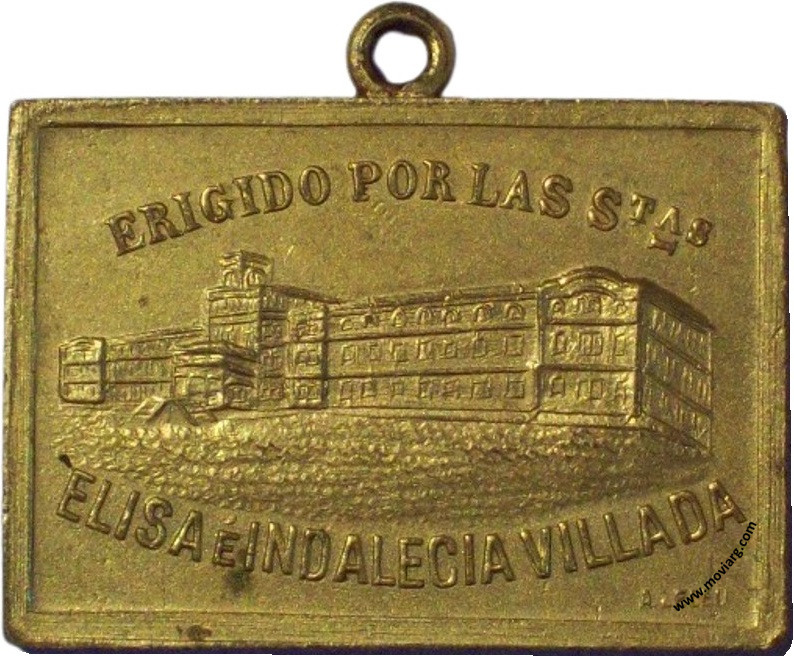 ERIGIDO POR LAS STAS
ELISA É INDALECIA VILLADA
www.moviarg.com